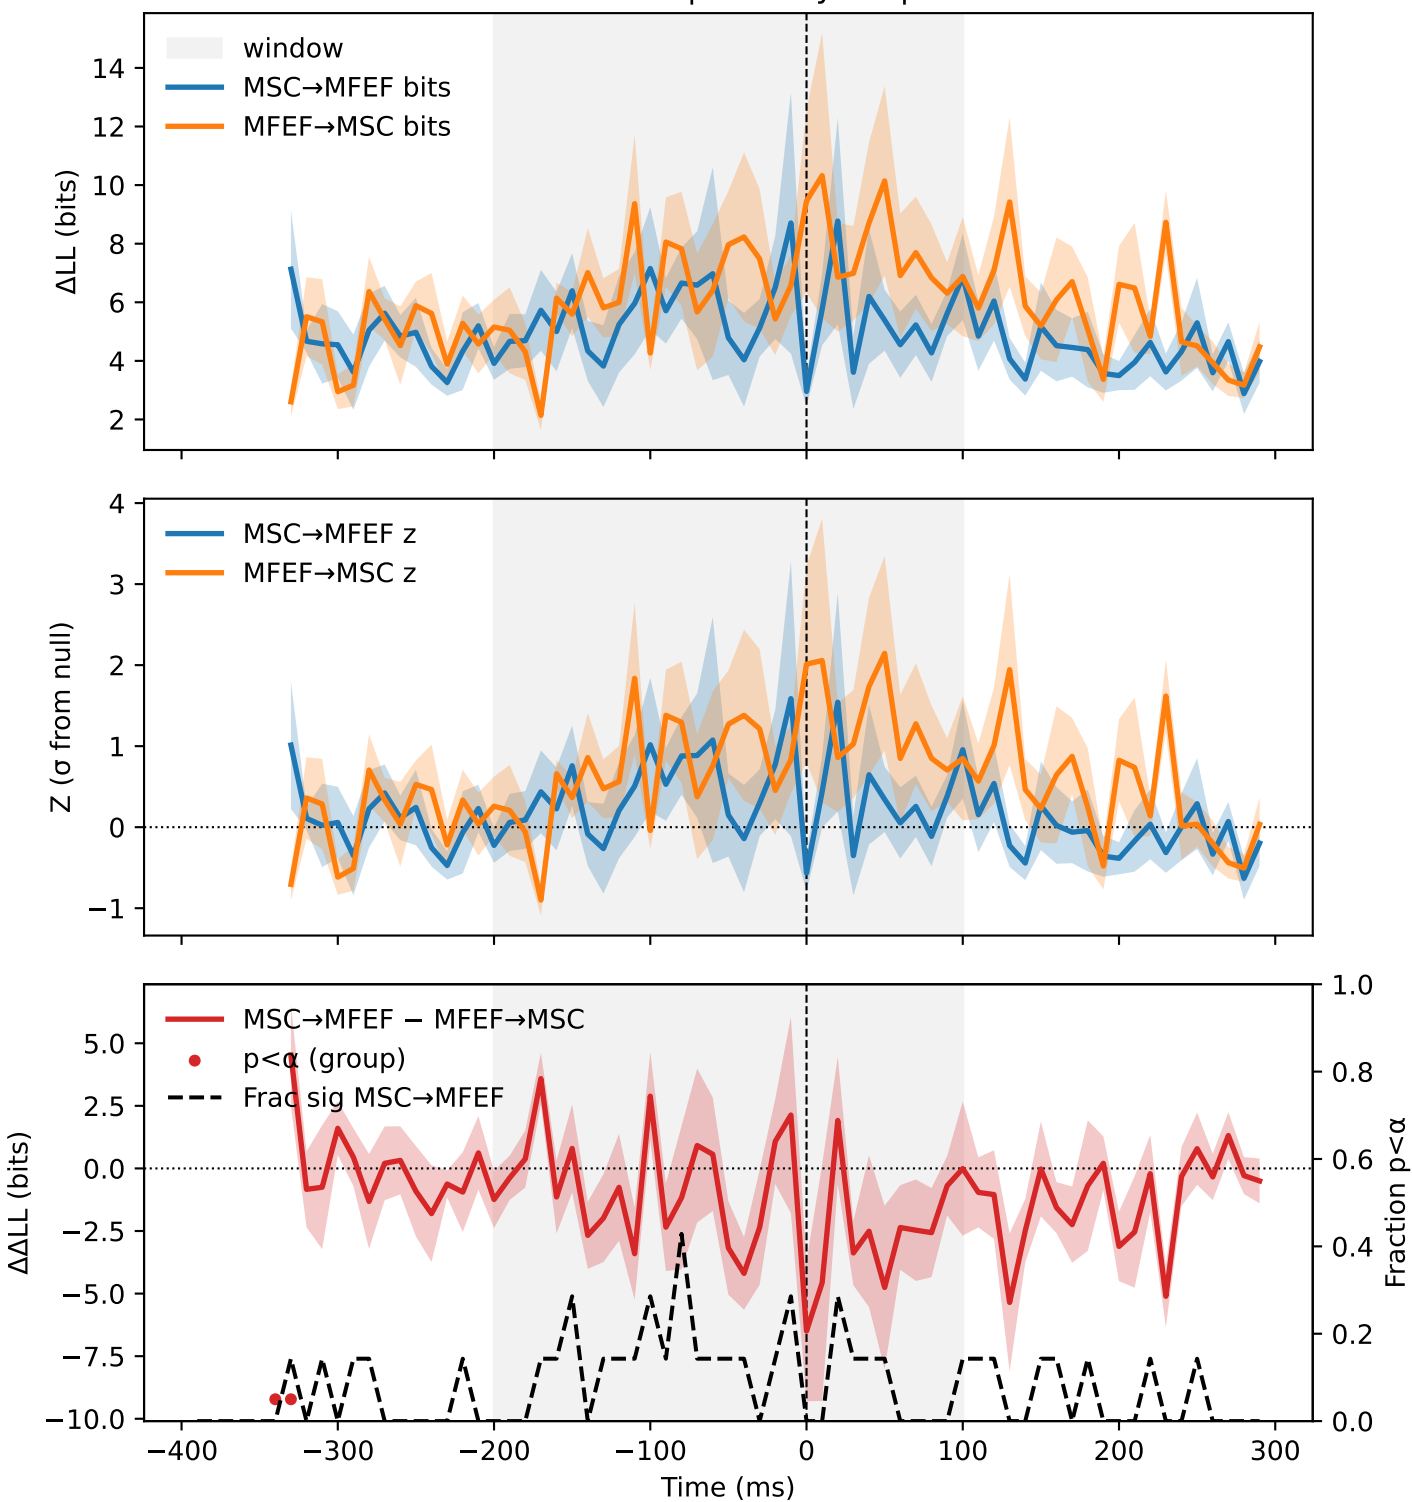 window
MSC→MFEF bits
MFEF→MSC bits
ΔLL (bits)
14
12
10
8
6
4
2
MSC→MFEF z
MFEF→MSC z
Z (σ from null)
4
3
2
1
0
−1
MSC→MFEF − MFEF→MSC
p<α (group)
Frac sig MSC→MFEF
ΔΔLL (bits)
5.0
2.5
0.0
−2.5
−5.0
−7.5
−10.0
1.0
0.8
0.6
0.4
0.2
0.0
Fraction p<α
−400 −300 −200 −100 0 100 200 300
Time (ms)